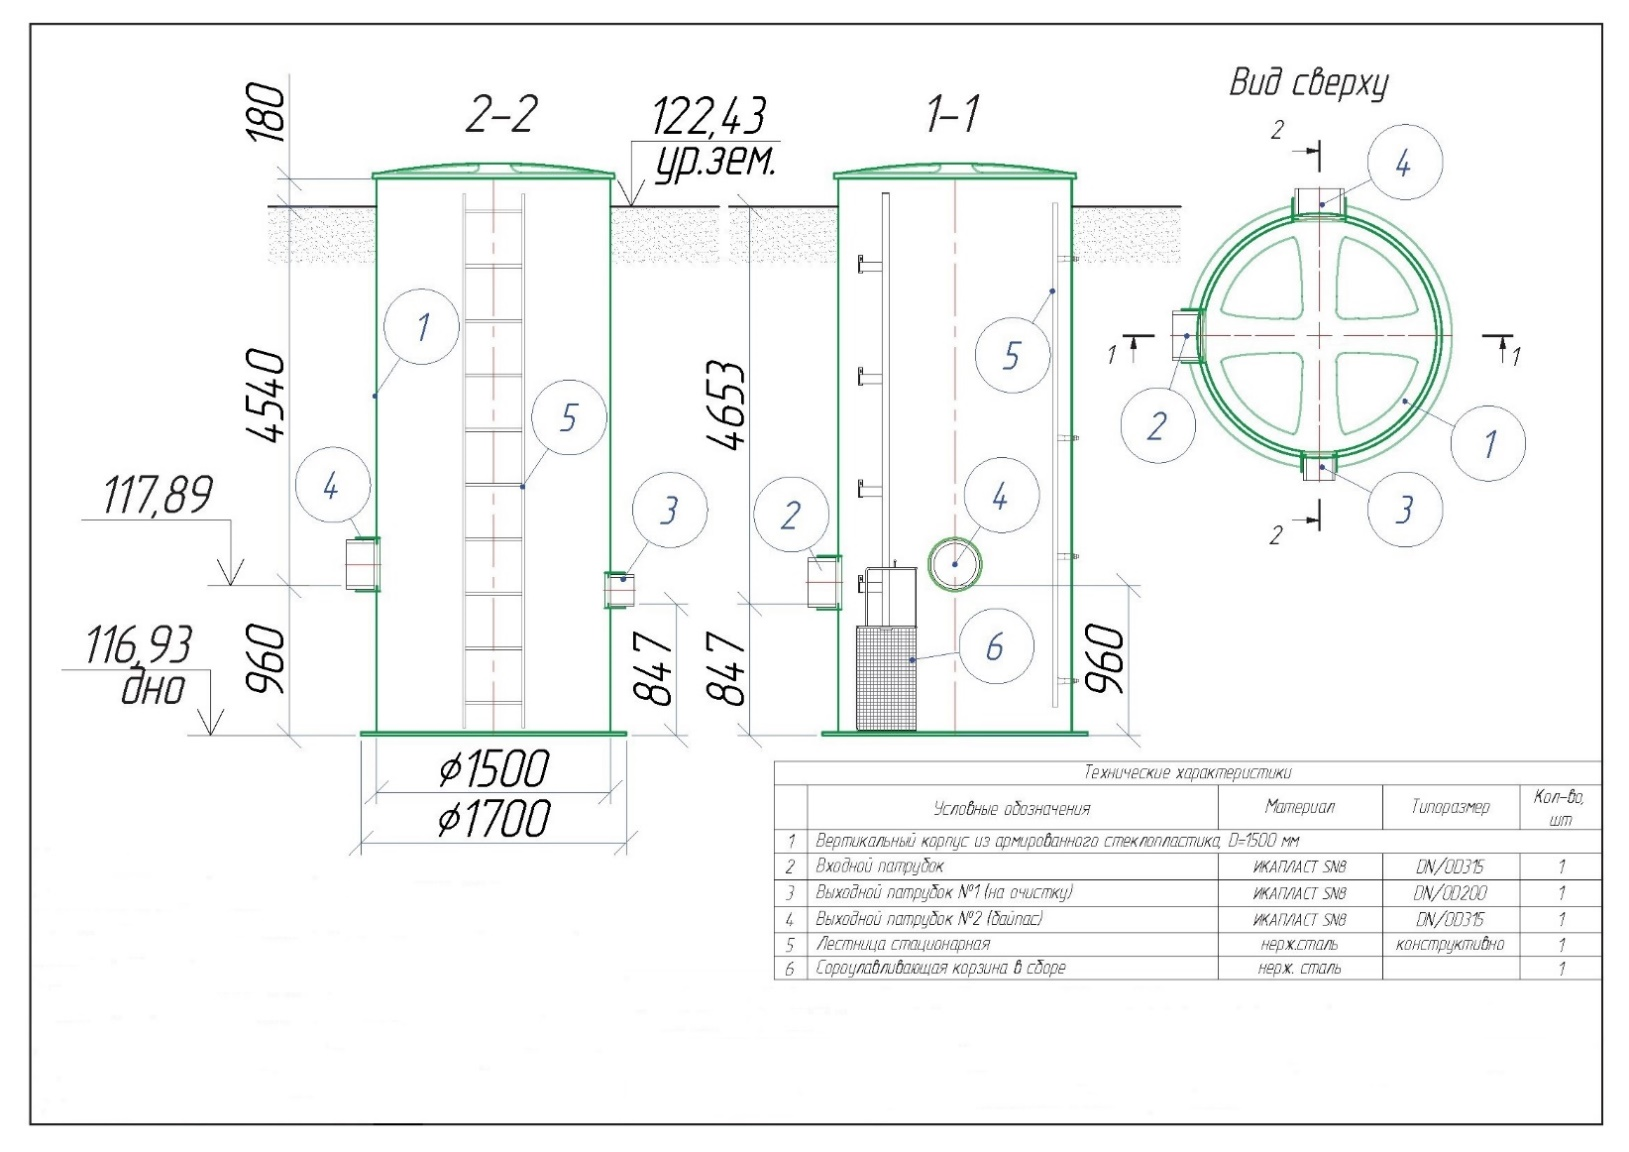 2-2
1-1
Вид сверху
180
122,43
ур.зем.
4540
4653
117,89
116,93
дно
960
847
847
960
ϕ1500
ϕ1700
1
5
4
3
2
4
5
6
2
4
1
1
2
1
3
2
Технические характеристики
Условные обозначения Материал Типоразмер Кол-во, шт
1 Вертикальный корпус из армированного стеклопластика, D=1500 мм
2 Входной патрубок ИКАПЛАСТ SN8 DN/OD315 1
3 Выходной патрубок №1 (на очистку) ИКАПЛАСТ SN8 DN/OD200 1
4 Выходной патрубок №2 (байпас) ИКАПЛАСТ SN8 DN/OD315 1
5 Лестница стационарная нерж.сталь конструктивно 1
6 Сороулавливающая корзина в сборе нерж. сталь 1